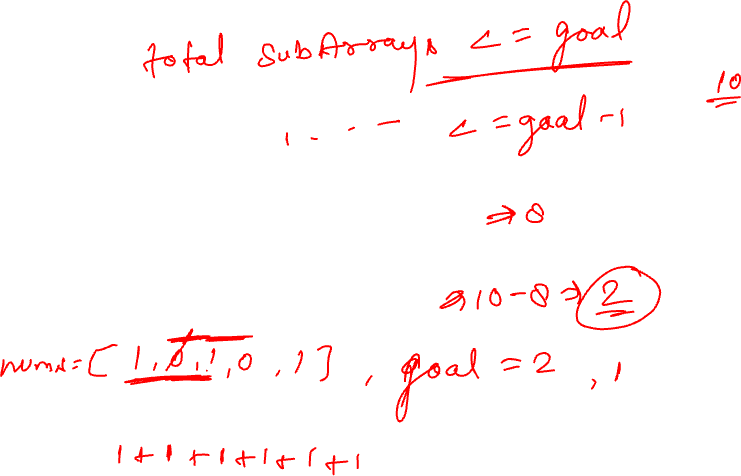 total subArrays <= goal
10
1 . - - <= goal - 1
=> 8
=> 10 - 8 => 2
nums = [ 1, 0, 1, 0, 1 ] , goal = 2 , 1
1 + 1 + 1 + 1 + 1 + 1